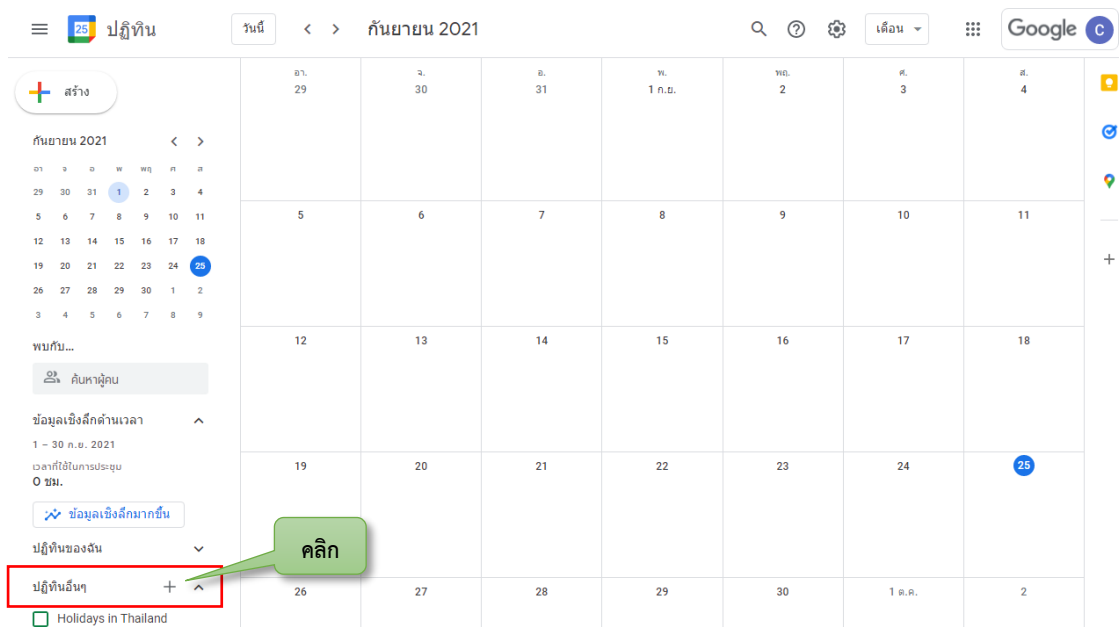 25 ปฏิทิน วันนี้ กันยายน 2021 เดือน Google C
สร้าง
กันยายน 2021
อา จ อ พ พฤ ศ ส
29 30 31 1 2 3 4
5 6 7 8 9 10 11
12 13 14 15 16 17 18
19 20 21 22 23 24 25
26 27 28 29 30 1 2
3 4 5 6 7 8 9
พบกับ...
ค้นหาผู้คน
ข้อมูลเชิงลึกด้านเวลา
1 – 30 ก.ย. 2021
เวลาที่ใช้ในการประชุม
0 ชม.
ข้อมูลเชิงลึกมากขึ้น
ปฏิทินของฉัน
ปฏิทินอื่นๆ
Holidays in Thailand
คลิก
อา. จ. อ. พ. พฤ. ศ. ส.
29 30 31 1 ก.ย. 2 3 4
5 6 7 8 9 10 11
12 13 14 15 16 17 18
19 20 21 22 23 24 25
26 27 28 29 30 1 ต.ค. 2